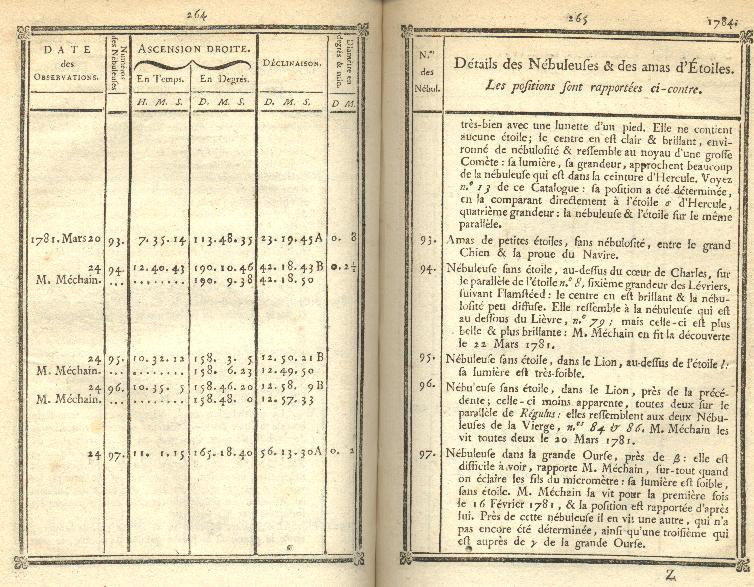 264
DATE
des
OBSERVATIONS.
Numéros
des Nébuleuſes
ASCENSION DROITE.
En Temps.
En Degrés.
DÉCLINAISON.
Diamètre en
degrés & min.
H. M. S.
D. M. S.
D. M. S.
D M.
1781. Mars 20 93. 7. 35. 14 113. 48. 35 23. 19. 45 A 0. 8
24 94. 12. 40. 43 190. 10. 46 42. 18. 43 B 0. 2½
M. Méchain. ... ........ 190. 9. 38 42. 18. 50
24 95. 10. 32. 12 158. 3. 5 12. 50. 21 B
M. Méchain. ... ........ 158. 6. 23 12. 49. 50
24 96. 10. 35. 5 158. 46. 20 12. 58. 9 B
M. Méchain. ... ........ 158. 48. 0 12. 57. 33
24 97. 11. 1. 15 165. 18. 40 56. 13. 30 A 0. 2
265
1784.
N.os
des
Nébul.
Détails des Nébuleuſes & des amas d'Étoiles.
Les poſitions ſont rapportées ci-contre.
très-bien avec une lunette d'un pied. Elle ne contient
aucune étoile; le centre en eſt clair & brillant, envi-
ronné de nébuloſité & reſſemble au noyau d'une groſſe
Comète: ſa lumière, ſa grandeur, approchent beaucoup
de la nébuleuſe qui eſt dans ſa ceinture d'Hercule. Voyez
n.° 13 de ce Catalogue: ſa poſition a été déterminée,
en la comparant directement à l'étoile σ d'Hercule,
quatrième grandeur: la nébuleuſe & l'étoile ſur le même
parallèle.
93. Amas de petites étoiles, ſans nébuloſité, entre le grand
Chien & la proue du Navire.
94. Nébuleuſe ſans étoile, au-deſſus du cœur de Charles, ſur
le parallèle de l'étoile n.° 8, ſixième grandeur des Lévriers,
ſuivant Flamſtéed: le centre en eſt brillant & la nébu-
loſité peu diffuſe. Elle reſſemble à la nébuleuſe qui eſt
au deſſous du Lièvre, n.° 79; mais celle-ci eſt plus
belle & plus brillante: M. Méchain en fit la découverte
le 22 Mars 1781.
95. Nébuleuſe ſans étoile, dans le Lion, au-deſſus de l'étoile l:
ſa lumière eſt très-foible.
96. Nébuleuſe ſans étoile, dans le Lion, près de la précé-
dente; celle-ci moins apparente, toutes deux ſur le
parallèle de Régulus: elles reſſemblent aux deux Nébu-
leuſes de la Vierge, n.os 84 & 86. M. Méchain les
vit toutes deux le 20 Mars 1781.
97. Nébuleuſe dans la grande Ourſe, près de β: elle eſt
difficile à voir, rapporte M. Méchain, ſur-tout quand
on éclaire les fils du micromètre: ſa lumière eſt foible,
ſans étoile. M. Méchain la vit pour la première fois
le 16 Février 1781, & la poſition eſt rapportée d'après
lui. Près de cette nébuleuſe il en vit une autre, qui n'a
pas encore été déterminée, ainſi qu'une troiſième qui
eſt auprès de γ de la grande Ourſe.
Z